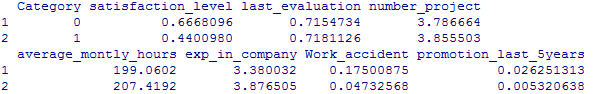 Category satisfaction_level last_evaluation number_project
1 0 0.6668096 0.7154734 3.786664
2 1 0.4400980 0.7181126 3.855503
average_montly_hours exp_in_company Work_accident promotion_last_5years
1 199.0602 3.380032 0.17500875 0.026251313
2 207.4192 3.876505 0.04732568 0.005320638